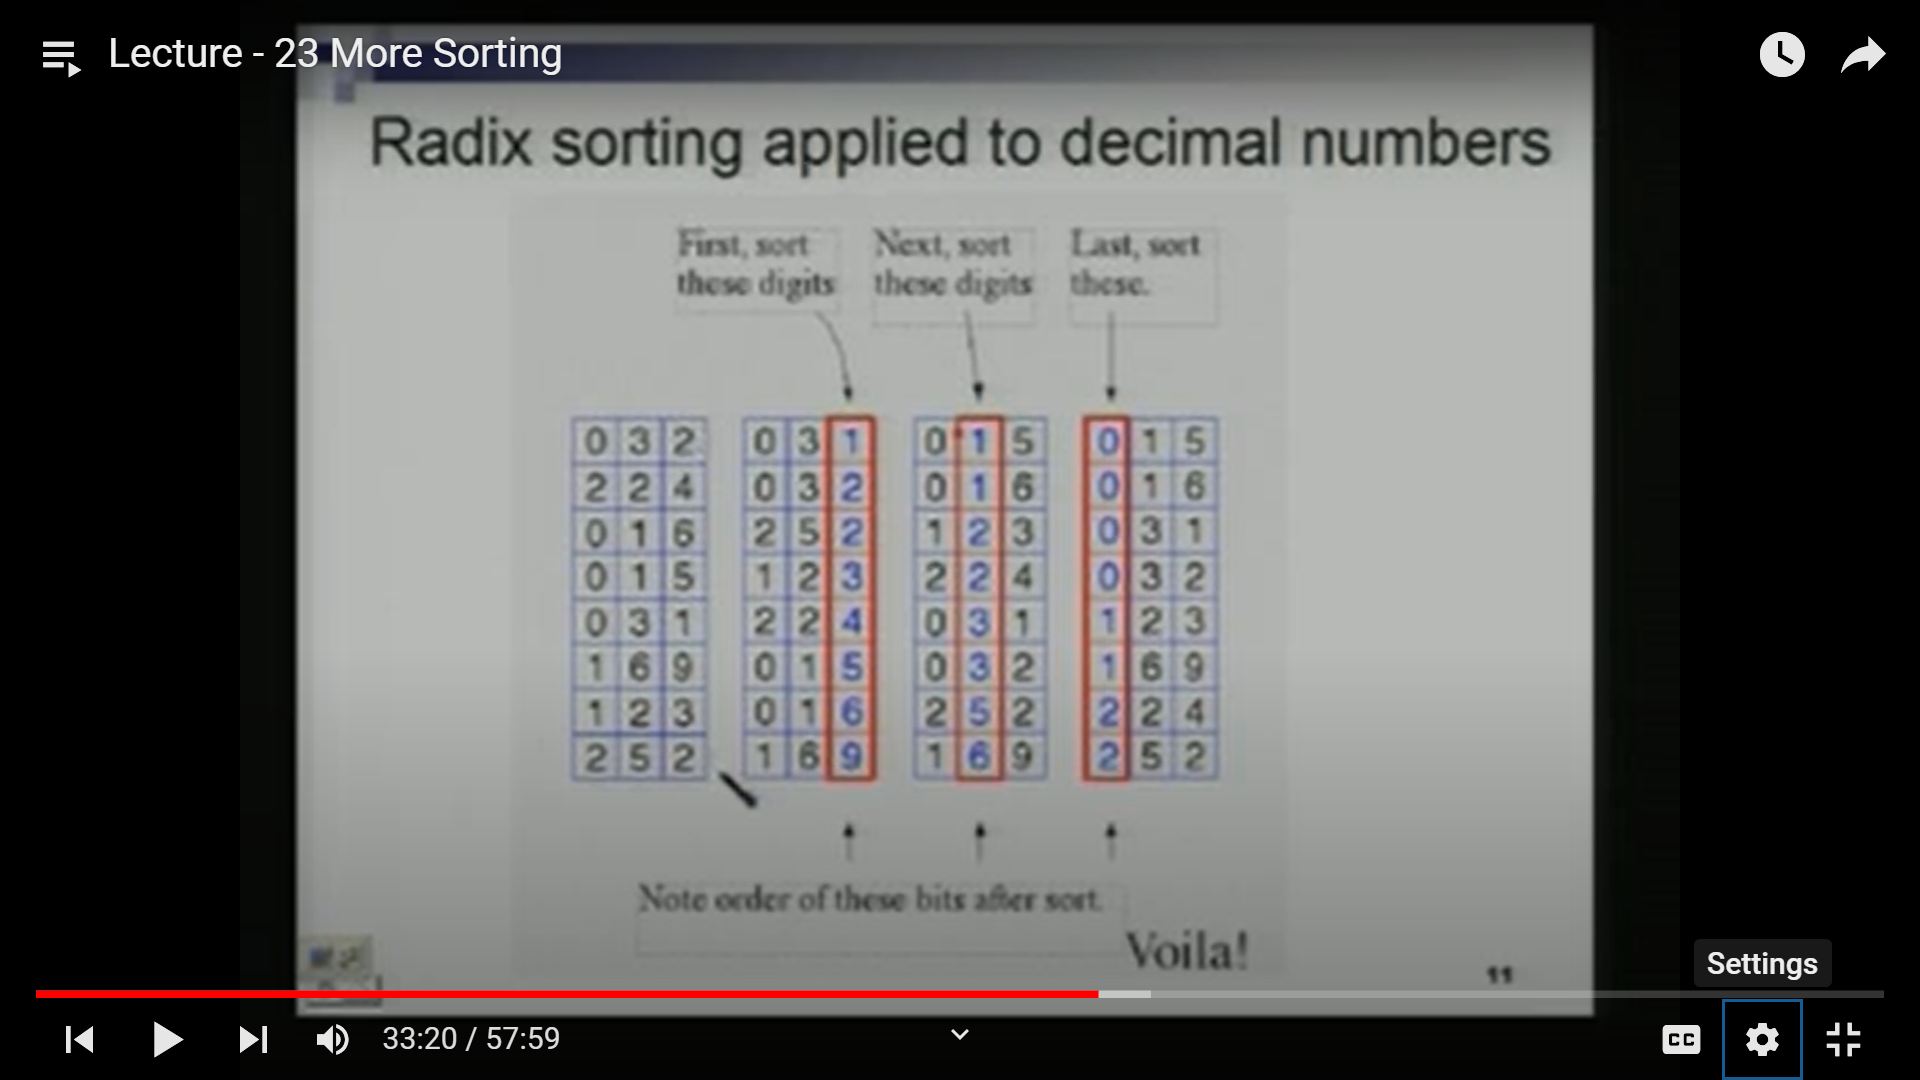 Lecture - 23 More Sorting
Radix sorting applied to decimal numbers
First, sort
these digits
Next, sort
these digits
Last, sort
these.
0 3 2 0 3 1 0 1 5 0 1 5
2 2 4 0 3 2 0 1 6 0 1 6
0 1 6 2 5 2 1 2 3 0 3 1
0 1 5 1 2 3 2 2 4 0 3 2
0 3 1 2 2 4 0 3 1 1 2 3
1 6 9 0 1 5 0 3 2 1 6 9
1 2 3 0 1 6 2 5 2 2 2 4
2 5 2 1 6 9 1 6 9 2 5 2
Note order of these bits after sort.
Voila!
11
Settings
33:20 / 57:59
CC